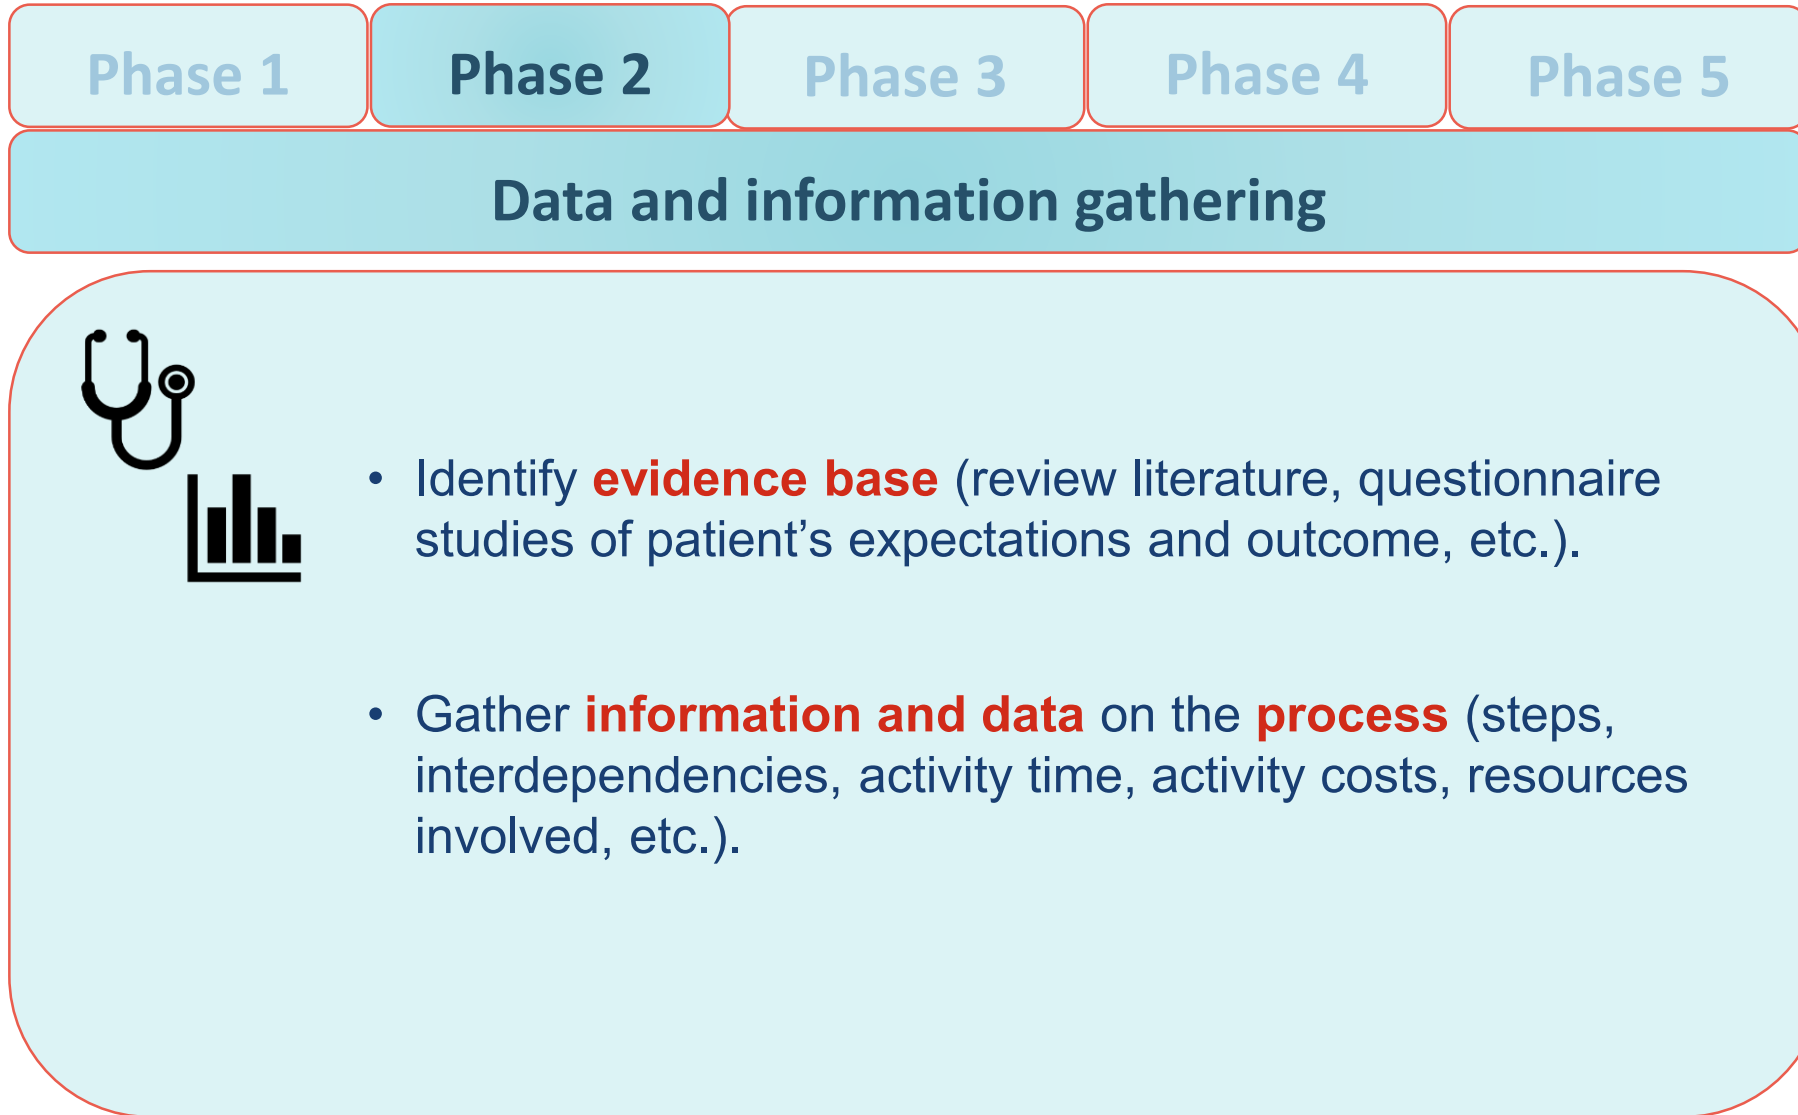 Phase 1
Phase 2
Phase 3
Phase 4
Phase 5
Data and information gathering
• Identify evidence base (review literature, questionnaire
studies of patient’s expectations and outcome, etc.).
• Gather information and data on the process (steps,
interdependencies, activity time, activity costs, resources
involved, etc.).